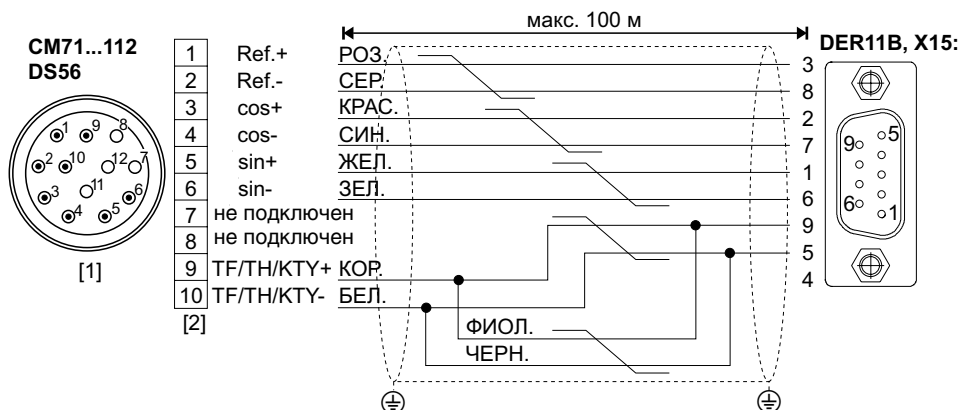 макс. 100 м
CM71...112
DS56
DER11B, X15:
1 Ref.+ РОЗ. 3
2 Ref.- СЕР. 8
3 cos+ КРАС. 2
4 cos- СИН. 7
5 sin+ ЖЕЛ. 1
6 sin- ЗЕЛ. 6
7 не подключен 9
8 не подключен 5
9 TF/TH/KTY+ КОР. 4
10 TF/TH/KTY- БЕЛ.
ФИОЛ.
ЧЕРН.
1 9 8
2 10 12 7
11
3 6
4 5
[1]
[2]
9 5
6 1